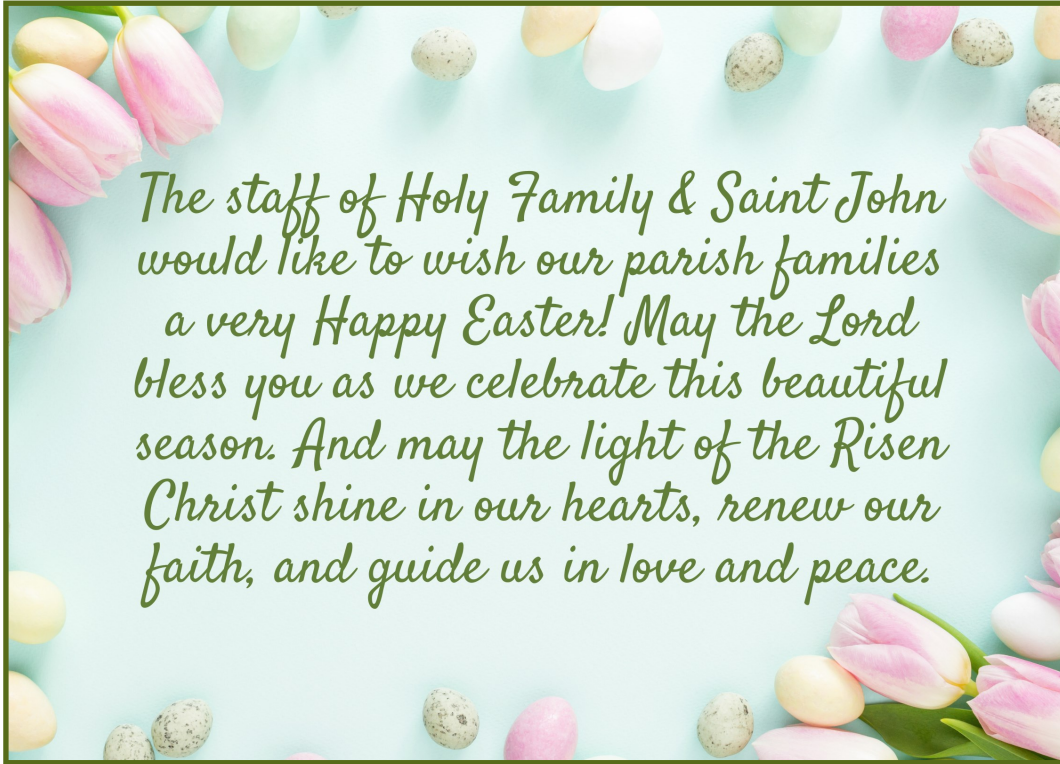 The staff of Holy Family & Saint John
would like to wish our parish families
a very Happy Easter! May the Lord
bless you as we celebrate this beautiful
season. And may the light of the Risen
Christ shine in our hearts, renew our
faith, and guide us in love and peace.